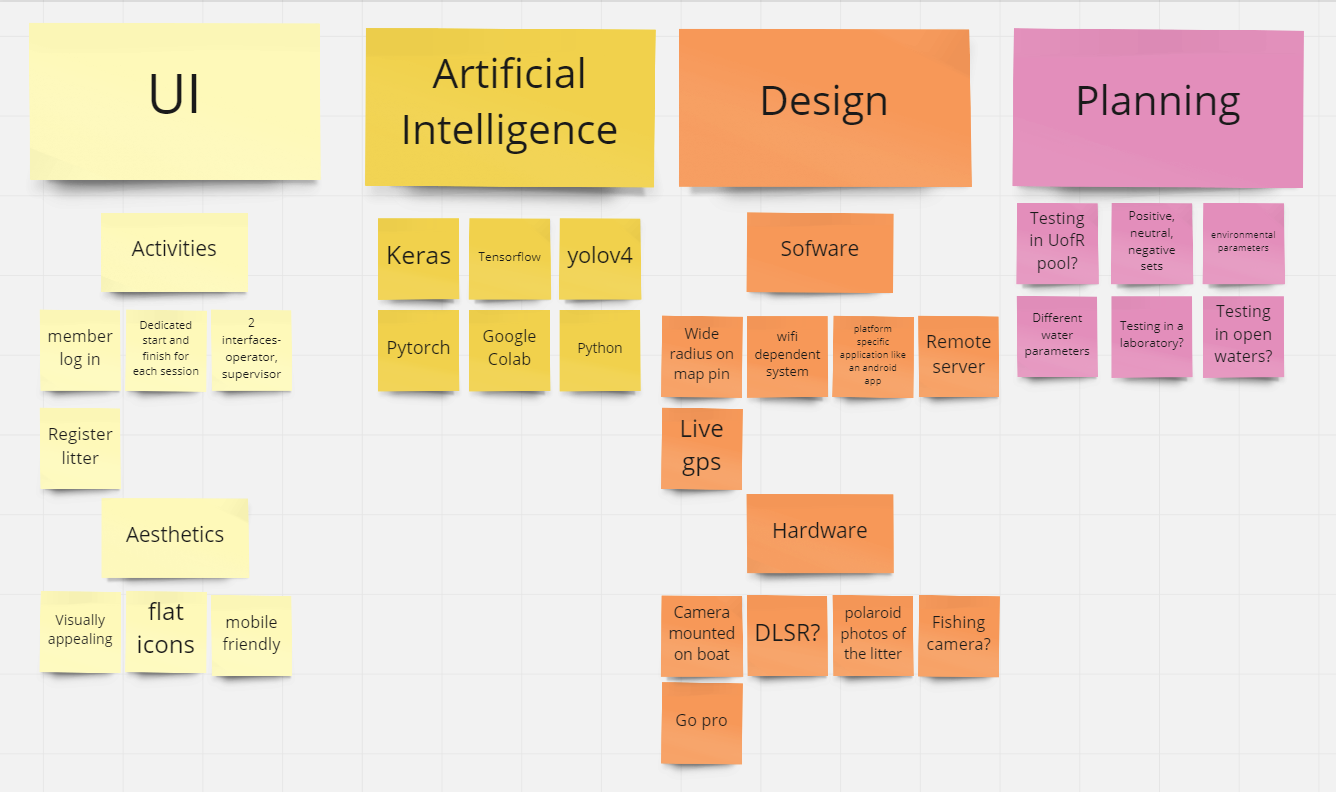 UI
Artificial
Intelligence
Design
Planning
Activities
member
log in
Dedicated
start and
finish for
each session
2
interfaces-
operator,
supervisor
Register
litter
Aesthetics
Visually
appealing
flat
icons
mobile
friendly
Keras
Tensorflow
yolov4
Pytorch
Google
Colab
Python
Sofware
Wide
radius on
map pin
wifi
dependent
system
platform
specific
application like
an android
app
Remote
server
Live
gps
Hardware
Camera
mounted
on boat
DLSR?
polaroid
photos of
the litter
Fishing
camera?
Go pro
Testing
in UofR
pool?
Positive,
neutral,
negative
sets
environmental
parameters
Different
water
parameters
Testing in a
laboratory?
Testing
in open
waters?